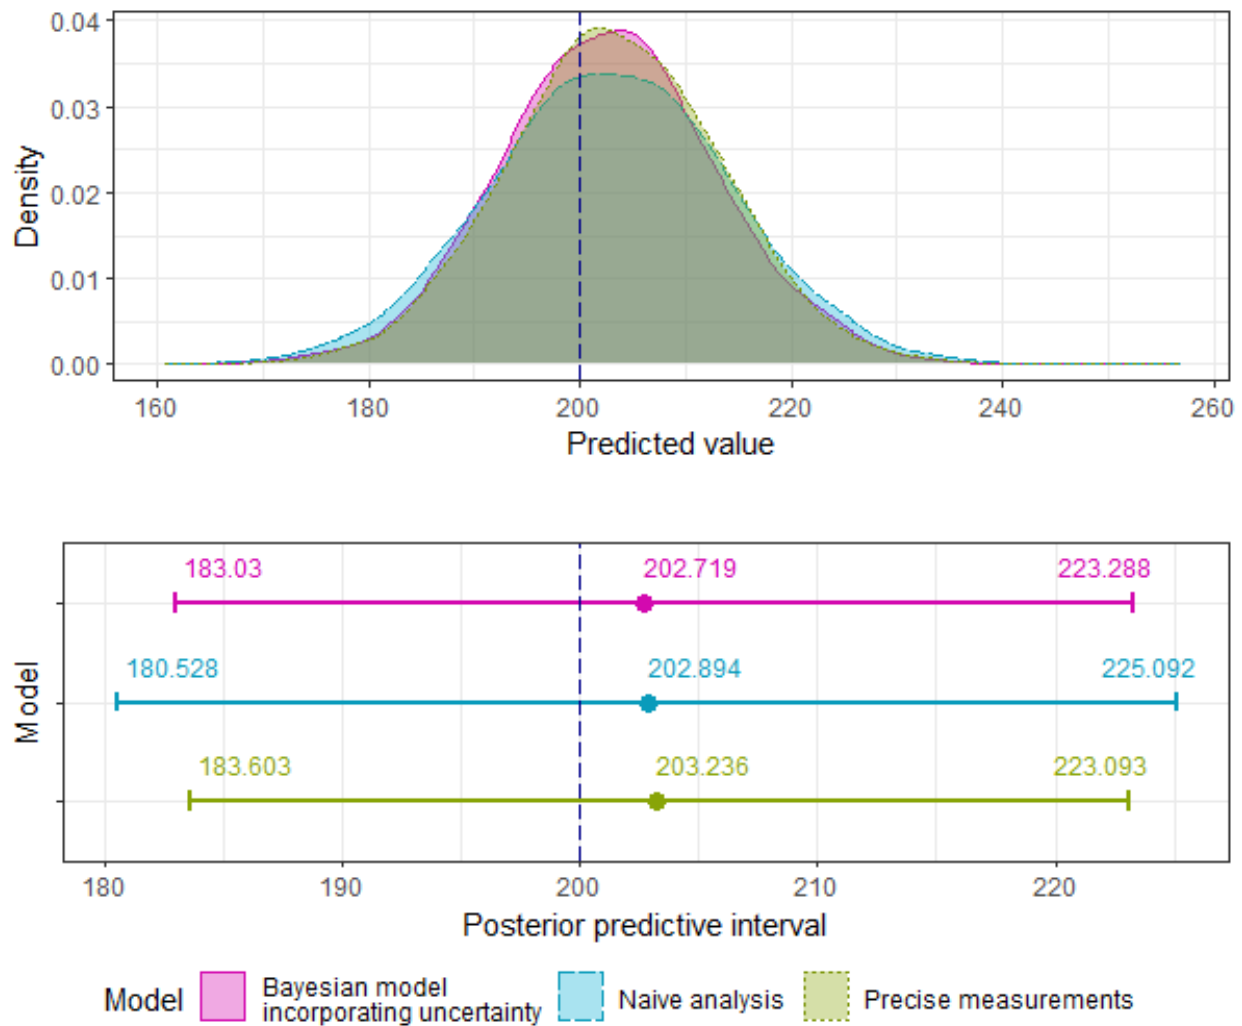 0.04
0.03
0.02
0.01
0.00
Density
160 180 200 220 240 260
Predicted value
183.03 202.719 223.288
180.528 202.894 225.092
183.603 203.236 223.093
Model
180 190 200 210 220
Posterior predictive interval
Model Bayesian model
incorporating uncertainty Naive analysis Precise measurements